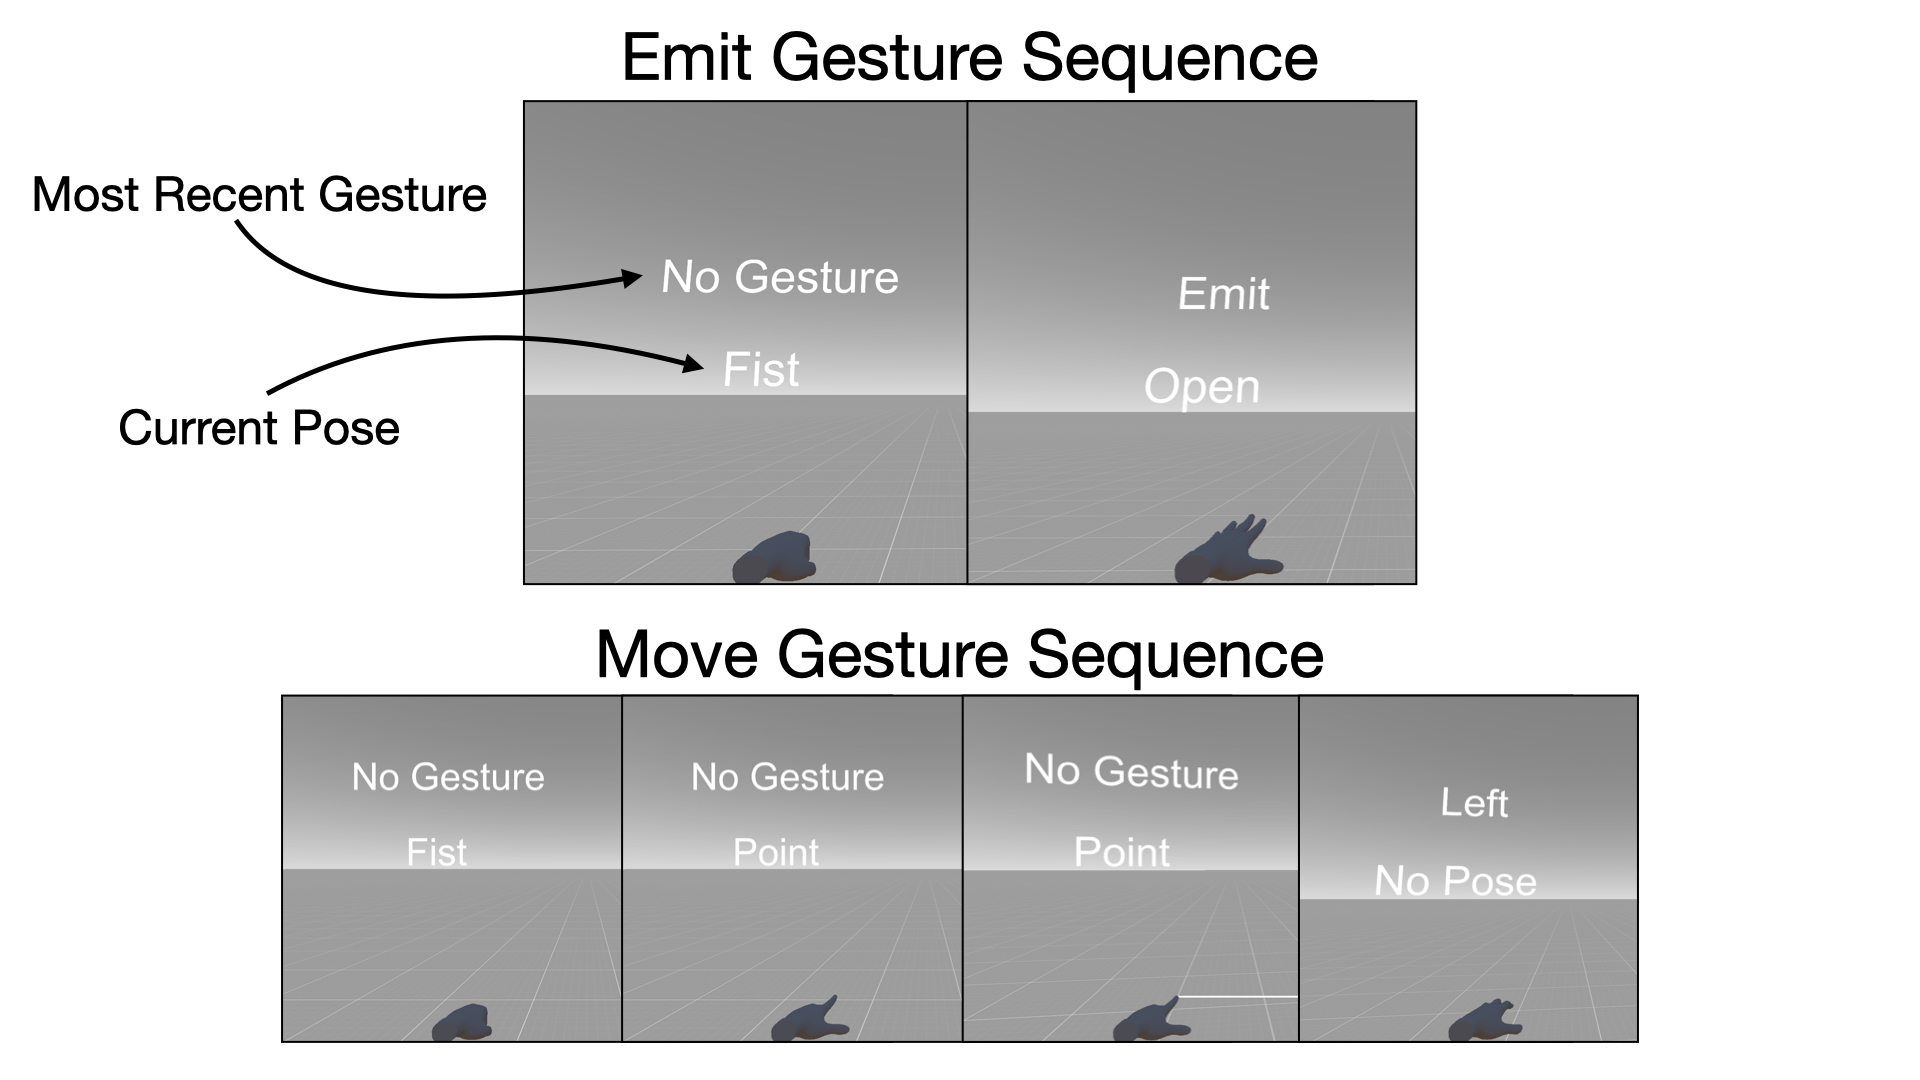 Emit Gesture Sequence
Most Recent Gesture
No Gesture
Fist
Emit
Open
Current Pose
Move Gesture Sequence
No Gesture
Fist
No Gesture
Point
No Gesture
Point
Left
No Pose